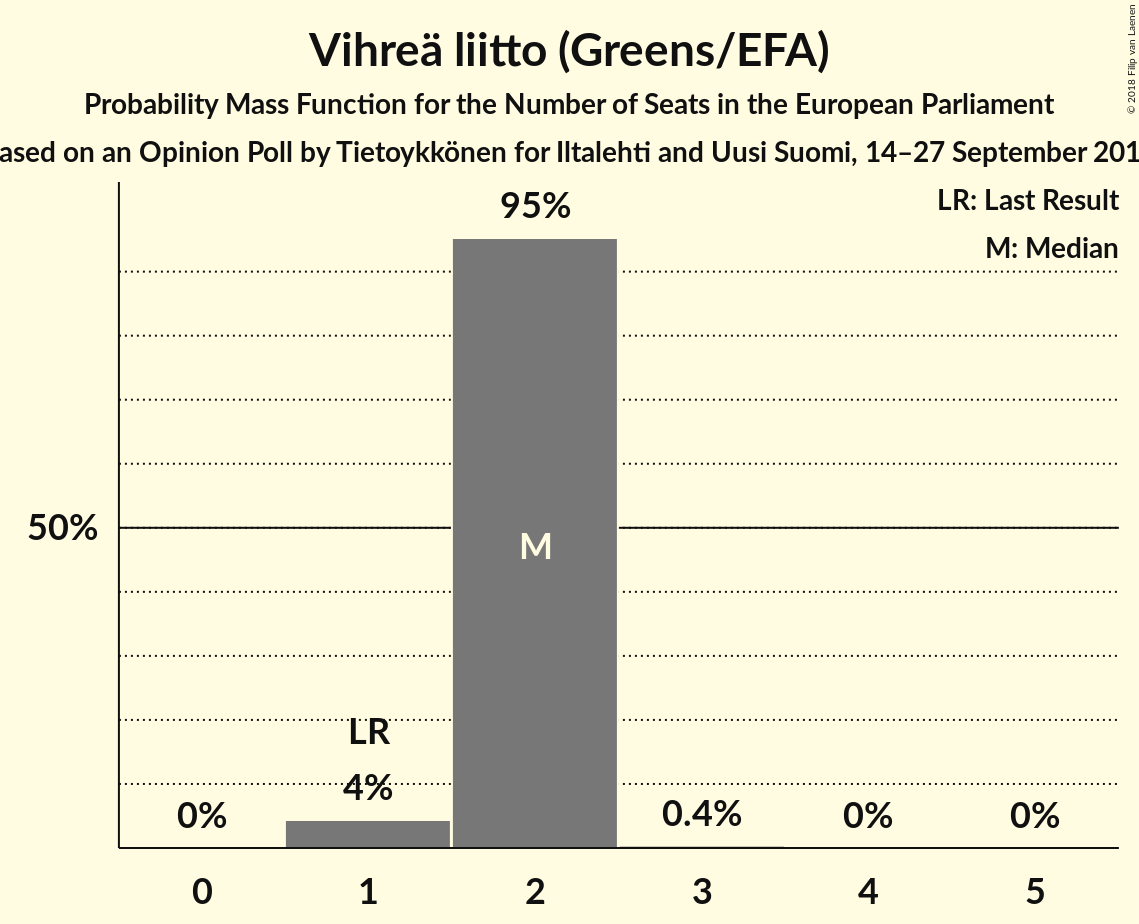 Vihreä liitto (Greens/EFA)
Probability Mass Function for the Number of Seats in the European Parliament
ased on an Opinion Poll by Tietoykkönen for Iltalehti and Uusi Suomi, 14–27 September 201
© 2018 Filip van Laenen
LR: Last Result
M: Median
95%
50%
M
LR
0%
4%
0.4%
0%
0%
0 1 2 3 4 5